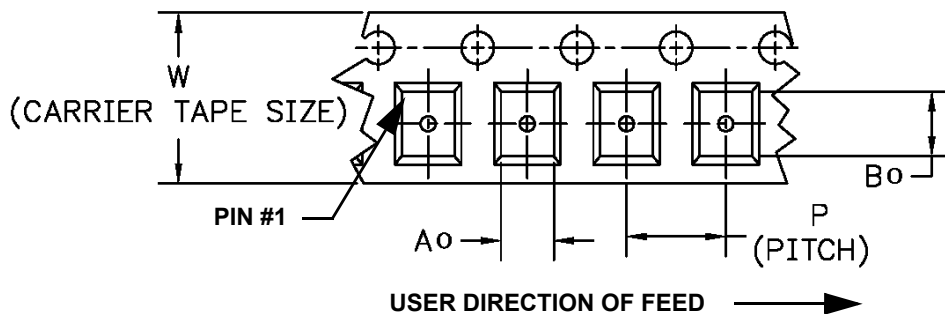 W
(CARRIER TAPE SIZE)
PIN #1
Ao
Bo
P
(PITCH)
USER DIRECTION OF FEED